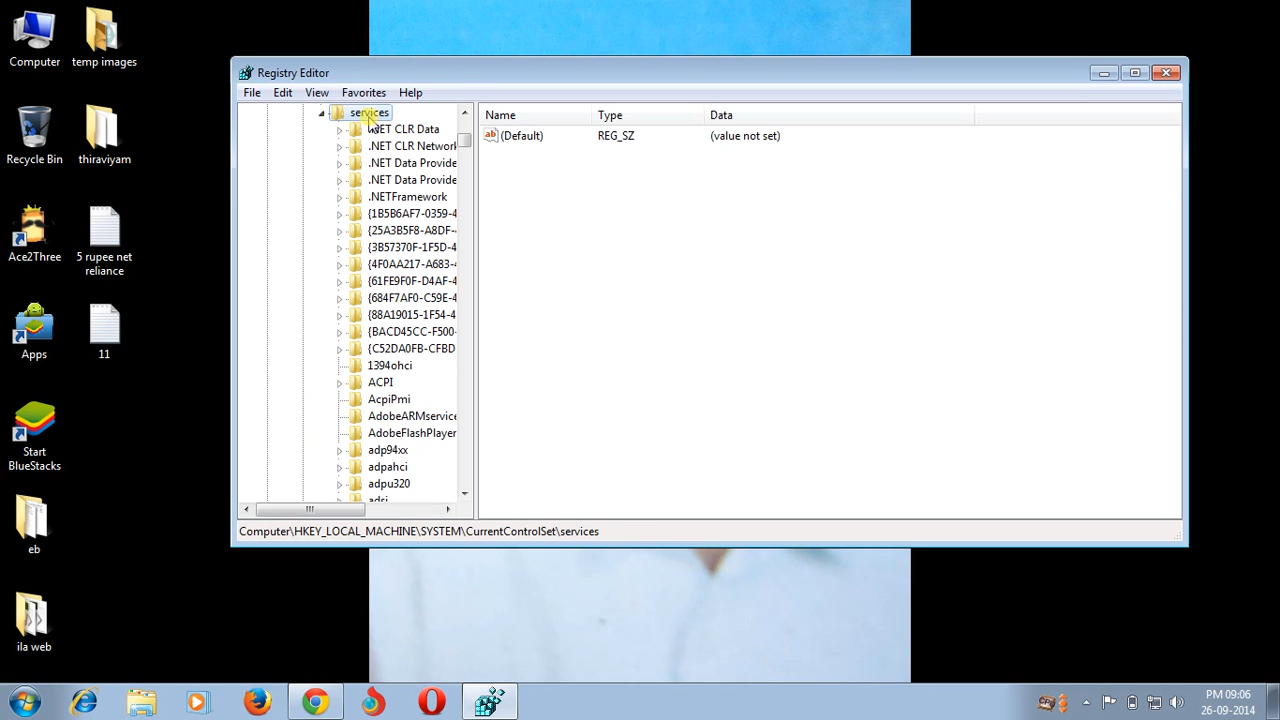 Computer
temp images
Recycle Bin
thiraviyam
Ace2Three
5 rupee net
reliance
Apps
11
Start
BlueStacks
eb
ila web
Registry Editor
File Edit View Favorites Help
services
.NET CLR Data
.NET CLR Network
.NET Data Provide
.NET Data Provide
.NETFramework
{1B5B6AF7-0359-4
{25A3B5F8-A8DF-
{3B57370F-1F5D-4
{4F0AA217-A683-4
{61FE9F0F-D4AF-4
{684F7AF0-C59E-4
{88A19015-1F54-4
{BACD45CC-F500-
{C52DA0FB-CFBD
1394ohci
ACPI
AcpiPmi
AdobeARMservice
AdobeFlashPlayer
adp94xx
adpahci
adpu320
adsi
Name Type Data
(Default) REG_SZ (value not set)
Computer\HKEY_LOCAL_MACHINE\SYSTEM\CurrentControlSet\services
PM 09:06
26-09-2014